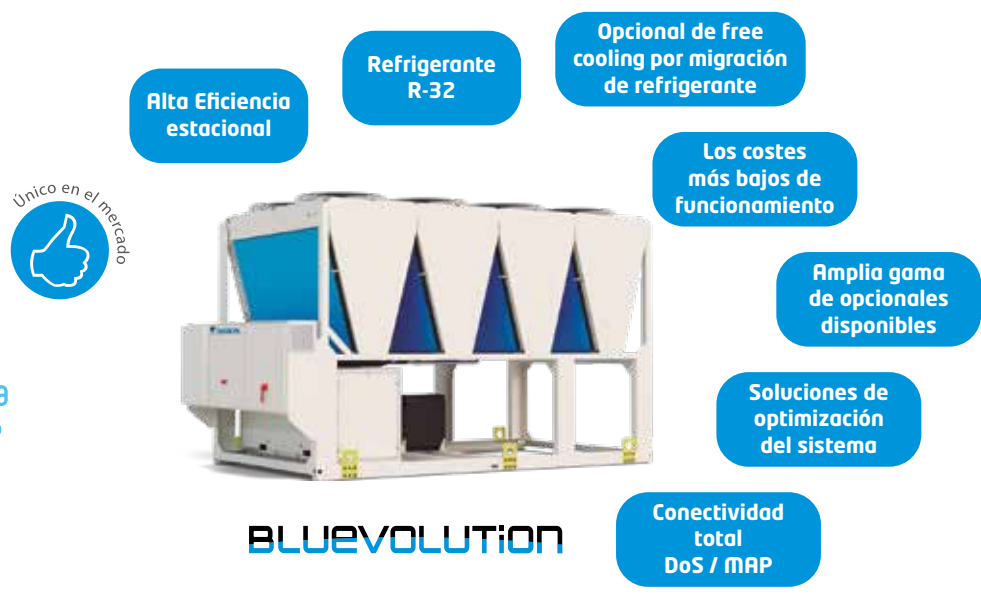 Opcional de free
cooling por migración
de refrigerante
Refrigerante
R-32
Alta Eficiencia
estacional
Los costes
más bajos de
funcionamiento
Único en el mercado
Amplia gama
de opcionales
disponibles
DAIKIN
Soluciones de
optimización
del sistema
Conectividad
total
DoS / MAP
BLUEVOLUTION